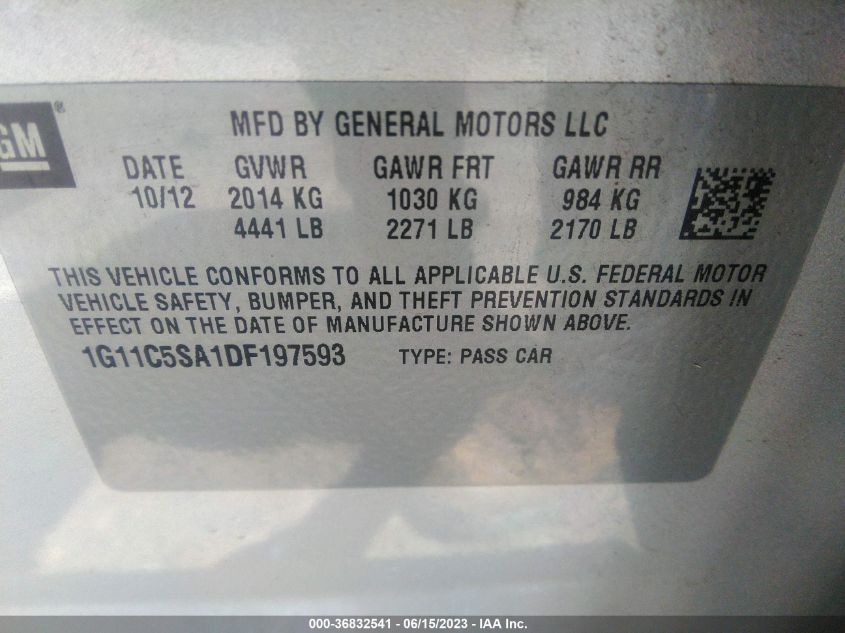 GM®
MFD BY GENERAL MOTORS LLC
DATE GVWR GAWR FRT GAWR RR
10/12 2014 KG 1030 KG 984 KG
4441 LB 2271 LB 2170 LB
THIS VEHICLE CONFORMS TO ALL APPLICABLE U.S. FEDERAL MOTOR
VEHICLE SAFETY, BUMPER, AND THEFT PREVENTION STANDARDS IN
EFFECT ON THE DATE OF MANUFACTURE SHOWN ABOVE.
1G11C5SA1DF197593 TYPE: PASS CAR
000-36832541 - 06/15/2023 - IAA Inc.